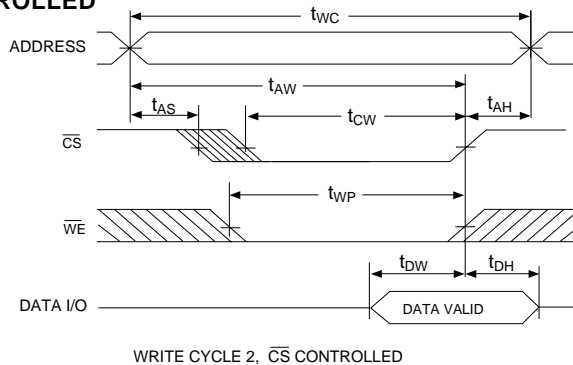 ROLLED
tWC
ADDRESS
tAW
tAS
tCW
tAH
CS
tWP
WE
tDW
tDH
DATA I/O
DATA VALID
WRITE CYCLE 2, CS CONTROLLED